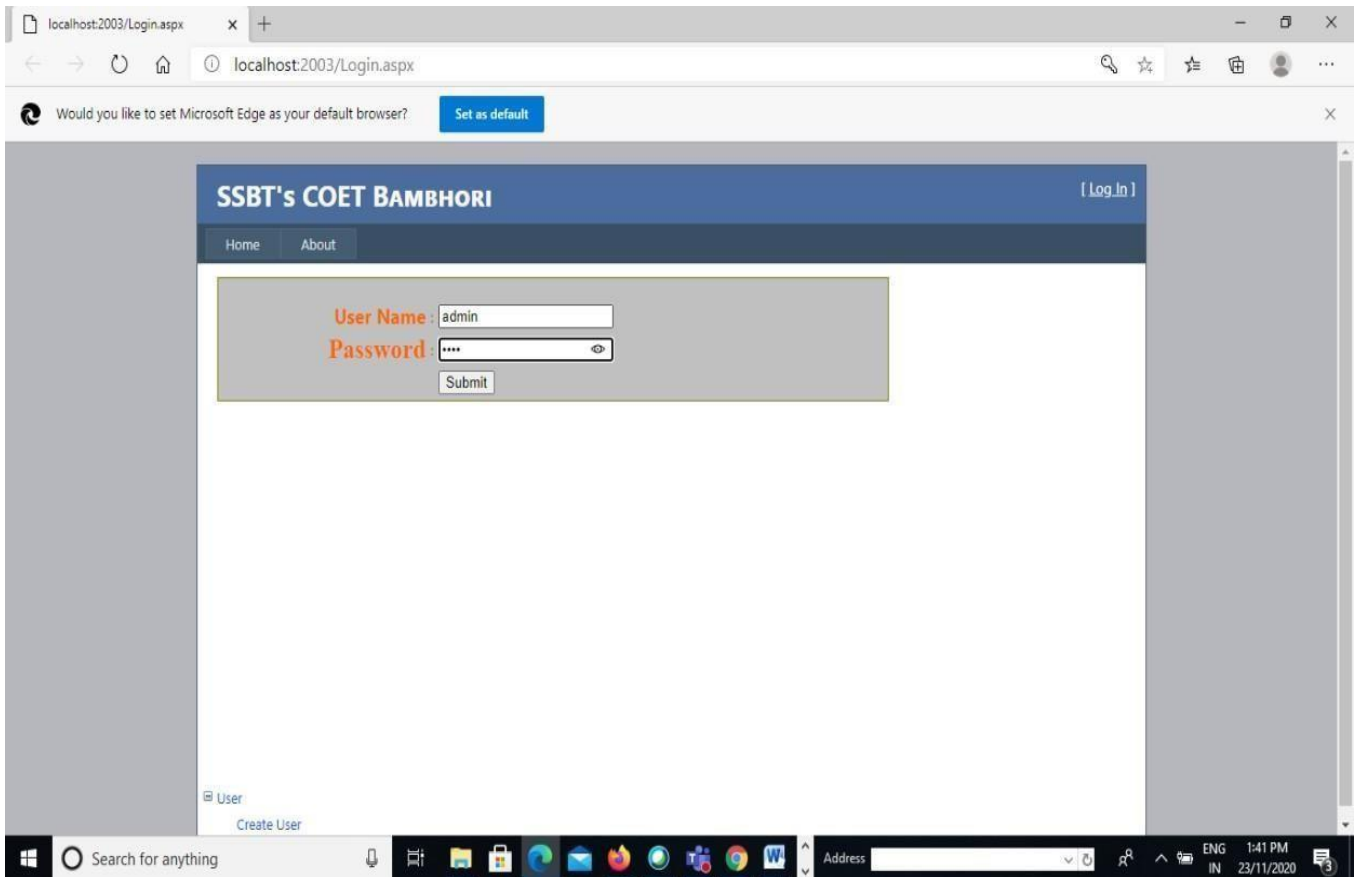 localhost:2003/Login.aspx
localhost:2003/Login.aspx
Would you like to set Microsoft Edge as your default browser? Set as default
SSBT's COET BAMBHORI [ Log In ]
Home About
User Name : admin
Password : ••••
Submit
User
Create User
Search for anything Address ENG 1:41 PM
IN 23/11/2020 3